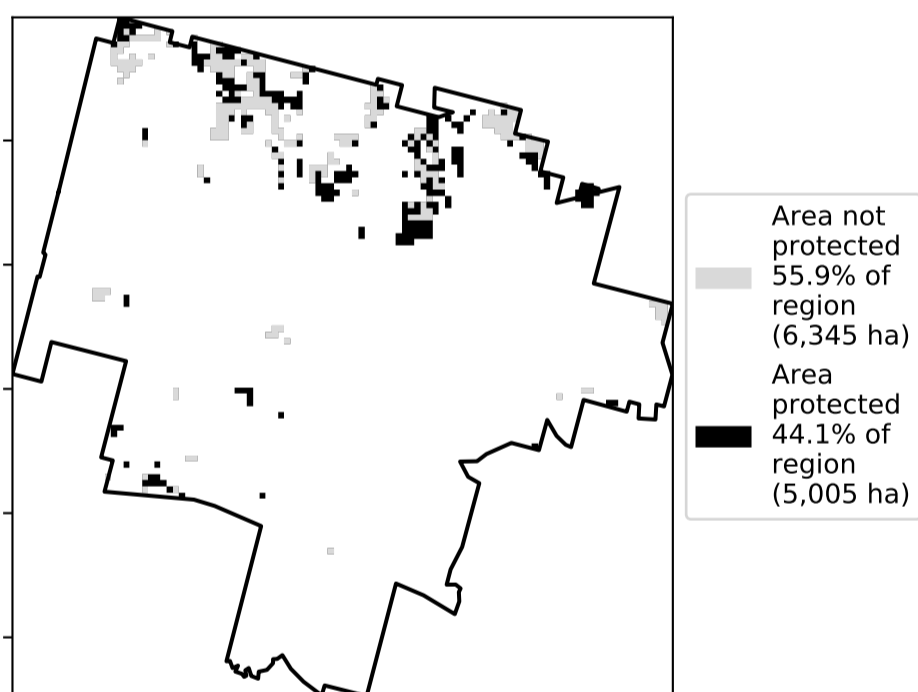 Area not
protected
55.9% of
region
(6,345 ha)
Area
protected
44.1% of
region
(5,005 ha)